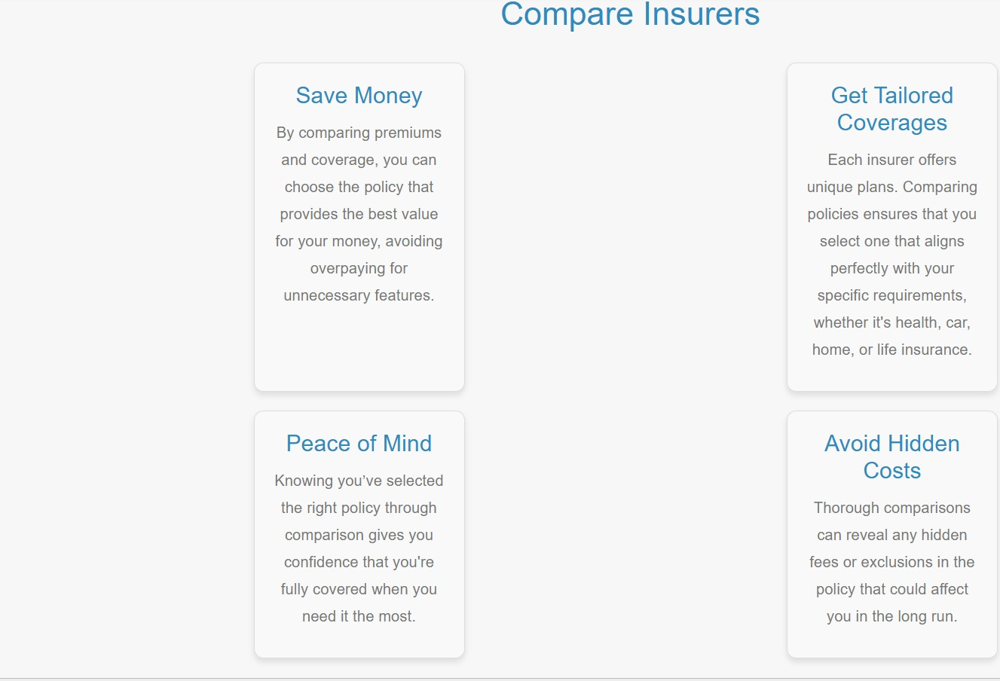 Compare Insurers
Save Money
By comparing premiums
and coverage, you can
choose the policy that
provides the best value
for your money, avoiding
overpaying for
unnecessary features.
Get Tailored
Coverages
Each insurer offers
unique plans. Comparing
policies ensures that you
select one that aligns
perfectly with your
specific requirements,
whether it's health, car,
home, or life insurance.
Peace of Mind
Knowing you’ve selected
the right policy through
comparison gives you
confidence that you're
fully covered when you
need it the most.
Avoid Hidden
Costs
Thorough comparisons
can reveal any hidden
fees or exclusions in the
policy that could affect
you in the long run.